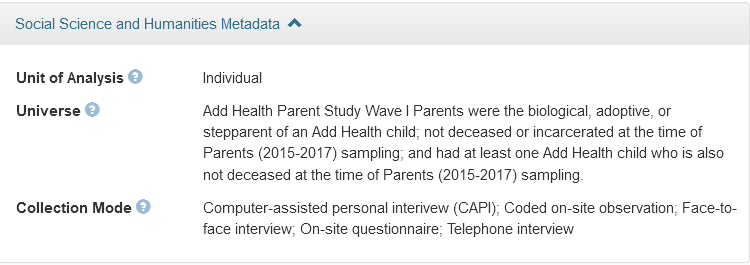 Social Science and Humanities Metadata
Unit of Analysis Individual
Universe Add Health Parent Study Wave I Parents were the biological, adoptive, or
stepparent of an Add Health child; not deceased or incarcerated at the time of
Parents (2015-2017) sampling; and had at least one Add Health child who is also
not deceased at the time of Parents (2015-2017) sampling.
Collection Mode Computer-assisted personal interivew (CAPI); Coded on-site observation; Face-to-
face interview; On-site questionnaire; Telephone interview